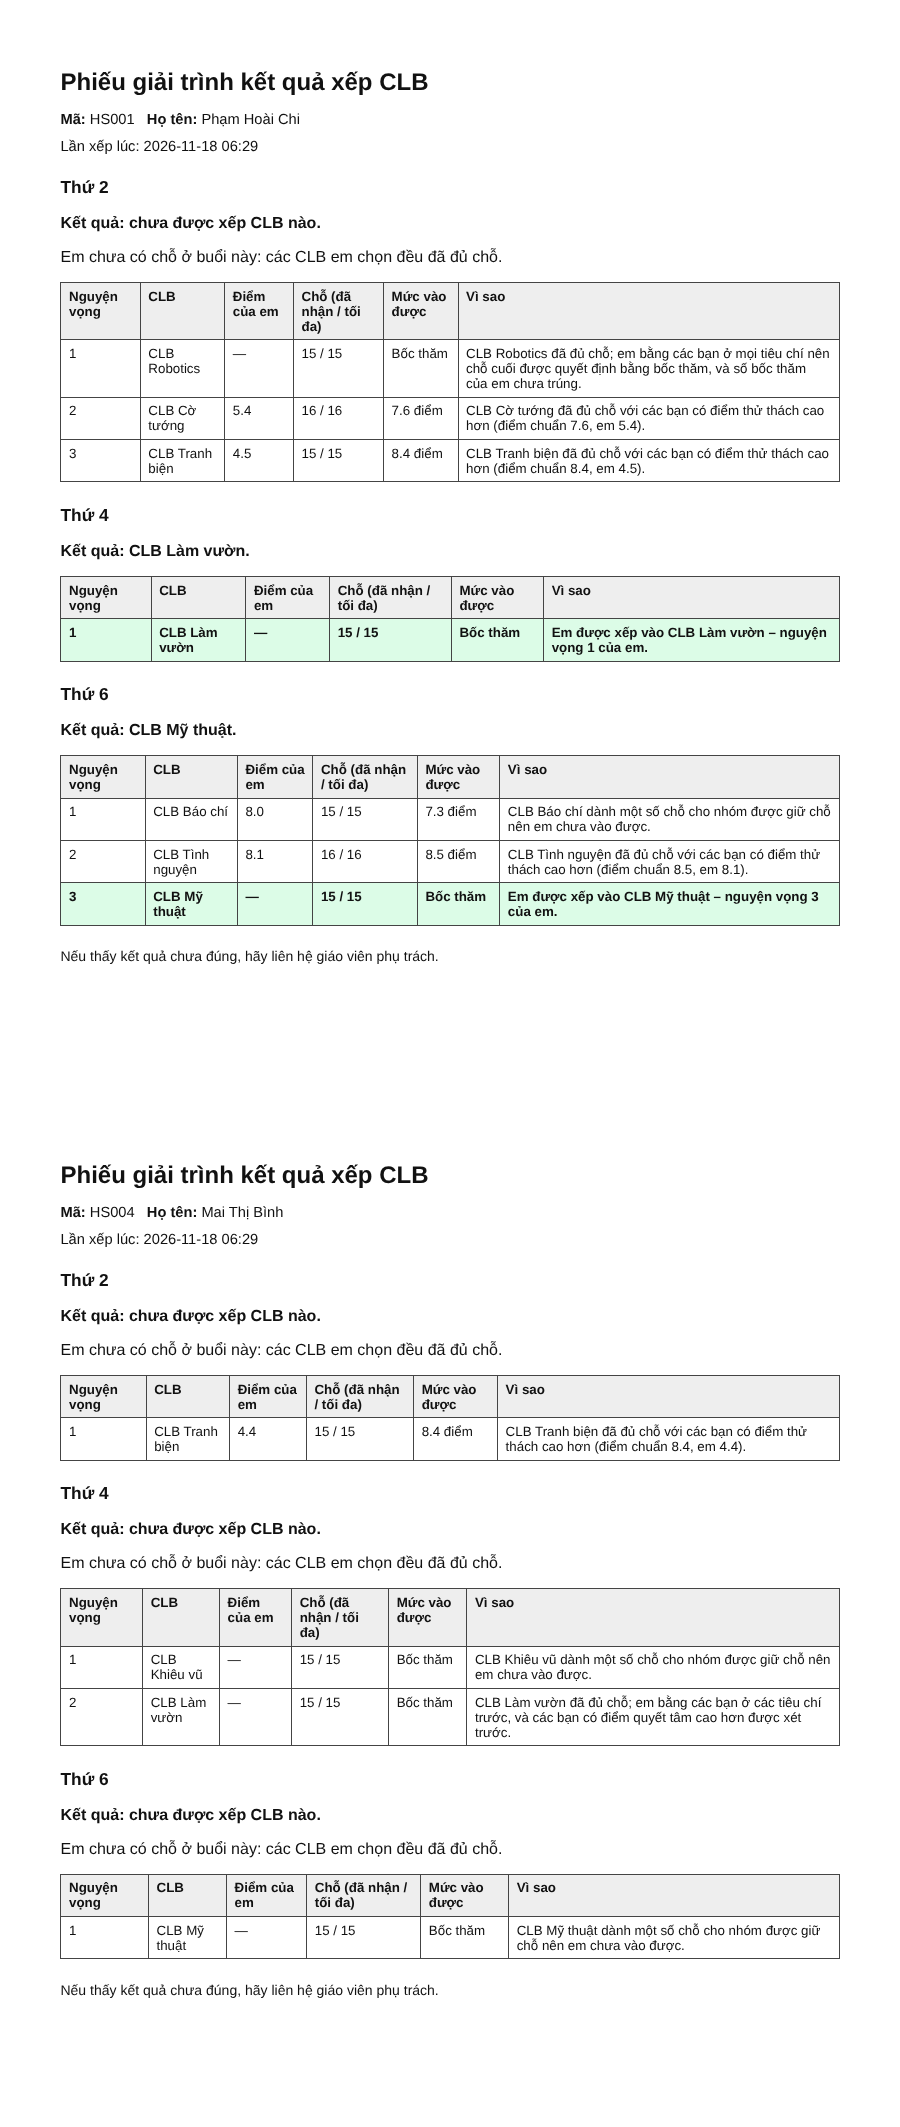 Phiếu giải trình kết quả xếp CLB
Mã: HS001 Họ tên: Phạm Hoài Chi
Lần xếp lúc: 2026-11-18 06:29
Thứ 2
Kết quả: chưa được xếp CLB nào.
Em chưa có chỗ ở buổi này: các CLB em chọn đều đã đủ chỗ.
Nguyện vọng | CLB | Điểm của em | Chỗ (đã nhận / tối đa) | Mức vào được | Vì sao
1 | CLB Robotics | — | 15 / 15 | Bốc thăm | CLB Robotics đã đủ chỗ; em bằng các bạn ở mọi tiêu chí nên chỗ cuối được quyết định bằng bốc thăm, và số bốc thăm của em chưa trúng.
2 | CLB Cờ tướng | 5.4 | 16 / 16 | 7.6 điểm | CLB Cờ tướng đã đủ chỗ với các bạn có điểm thử thách cao hơn (điểm chuẩn 7.6, em 5.4).
3 | CLB Tranh biện | 4.5 | 15 / 15 | 8.4 điểm | CLB Tranh biện đã đủ chỗ với các bạn có điểm thử thách cao hơn (điểm chuẩn 8.4, em 4.5).
Thứ 4
Kết quả: CLB Làm vườn.
Nguyện vọng | CLB | Điểm của em | Chỗ (đã nhận / tối đa) | Mức vào được | Vì sao
1 | CLB Làm vườn | — | 15 / 15 | Bốc thăm | Em được xếp vào CLB Làm vườn – nguyện vọng 1 của em.
Thứ 6
Kết quả: CLB Mỹ thuật.
Nguyện vọng | CLB | Điểm của em | Chỗ (đã nhận / tối đa) | Mức vào được | Vì sao
1 | CLB Báo chí | 8.0 | 15 / 15 | 7.3 điểm | CLB Báo chí dành một số chỗ cho nhóm được giữ chỗ nên em chưa vào được.
2 | CLB Tình nguyện | 8.1 | 16 / 16 | 8.5 điểm | CLB Tình nguyện đã đủ chỗ với các bạn có điểm thử thách cao hơn (điểm chuẩn 8.5, em 8.1).
3 | CLB Mỹ thuật | — | 15 / 15 | Bốc thăm | Em được xếp vào CLB Mỹ thuật – nguyện vọng 3 của em.
Nếu thấy kết quả chưa đúng, hãy liên hệ giáo viên phụ trách.
Phiếu giải trình kết quả xếp CLB
Mã: HS004 Họ tên: Mai Thị Bình
Lần xếp lúc: 2026-11-18 06:29
Thứ 2
Kết quả: chưa được xếp CLB nào.
Em chưa có chỗ ở buổi này: các CLB em chọn đều đã đủ chỗ.
Nguyện vọng | CLB | Điểm của em | Chỗ (đã nhận / tối đa) | Mức vào được | Vì sao
1 | CLB Tranh biện | 4.4 | 15 / 15 | 8.4 điểm | CLB Tranh biện đã đủ chỗ với các bạn có điểm thử thách cao hơn (điểm chuẩn 8.4, em 4.4).
Thứ 4
Kết quả: chưa được xếp CLB nào.
Em chưa có chỗ ở buổi này: các CLB em chọn đều đã đủ chỗ.
Nguyện vọng | CLB | Điểm của em | Chỗ (đã nhận / tối đa) | Mức vào được | Vì sao
1 | CLB Khiêu vũ | — | 15 / 15 | Bốc thăm | CLB Khiêu vũ dành một số chỗ cho nhóm được giữ chỗ nên em chưa vào được.
2 | CLB Làm vườn | — | 15 / 15 | Bốc thăm | CLB Làm vườn đã đủ chỗ; em bằng các bạn ở các tiêu chí trước, và các bạn có điểm quyết tâm cao hơn được xét trước.
Thứ 6
Kết quả: chưa được xếp CLB nào.
Em chưa có chỗ ở buổi này: các CLB em chọn đều đã đủ chỗ.
Nguyện vọng | CLB | Điểm của em | Chỗ (đã nhận / tối đa) | Mức vào được | Vì sao
1 | CLB Mỹ thuật | — | 15 / 15 | Bốc thăm | CLB Mỹ thuật dành một số chỗ cho nhóm được giữ chỗ nên em chưa vào được.
Nếu thấy kết quả chưa đúng, hãy liên hệ giáo viên phụ trách.